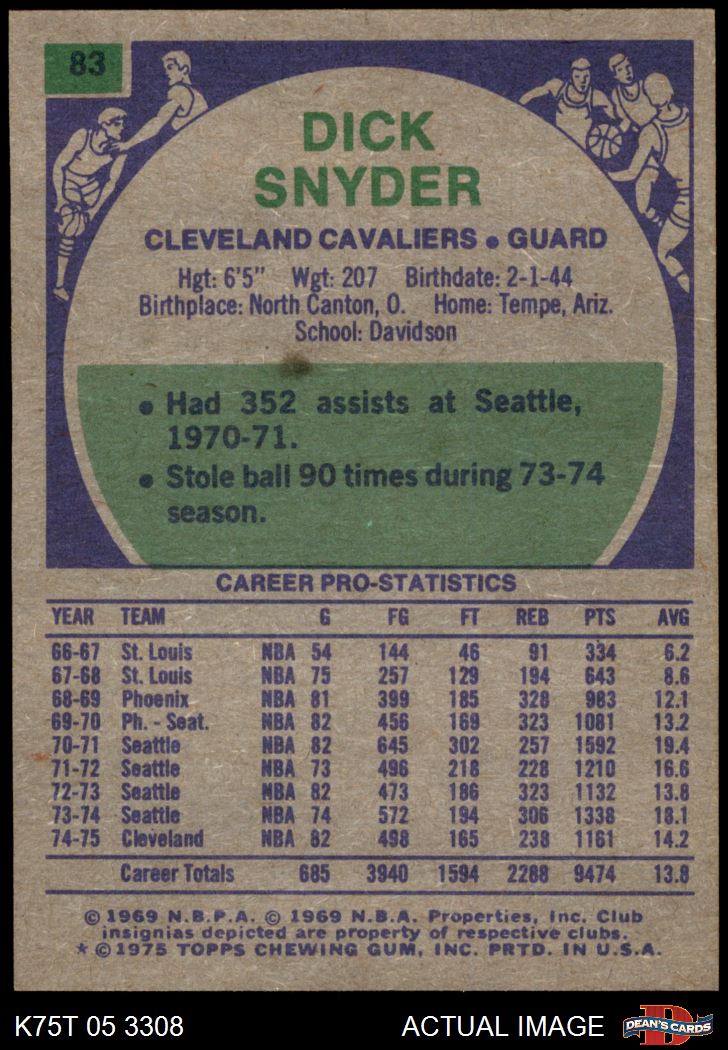 83
DICK
SNYDER
CLEVELAND CAVALIERS • GUARD
Hgt: 6'5" Wgt: 207 Birthdate: 2-1-44
Birthplace: North Canton, O. Home: Tempe, Ariz.
School: Davidson
• Had 352 assists at Seattle,
1970-71.
• Stole ball 90 times during 73-74
season.
CAREER PRO-STATISTICS
YEAR TEAM G FG FT REB PTS AVG
66-67 St. Louis NBA 54 144 46 91 334 6.2
67-68 St. Louis NBA 75 257 129 194 643 8.6
68-69 Phoenix NBA 81 399 185 328 983 12.1
69-70 Ph. - Seat. NBA 82 456 169 323 1081 13.2
70-71 Seattle NBA 82 645 302 257 1592 19.4
71-72 Seattle NBA 73 496 218 228 1210 16.6
72-73 Seattle NBA 82 473 186 323 1132 13.8
73-74 Seattle NBA 74 572 194 306 1338 18.1
74-75 Cleveland NBA 82 498 165 238 1161 14.2
Career Totals 685 3940 1594 2288 9474 13.8
© 1969 N.B.P.A. © 1969 N.B.A. Properties, Inc. Club
insignias depicted are property of respective clubs.
* © 1975 TOPPS CHEWING GUM, INC. PRTD. IN U.S.A.
K75T 05 3308 ACTUAL IMAGE D DEAN'S CARDS